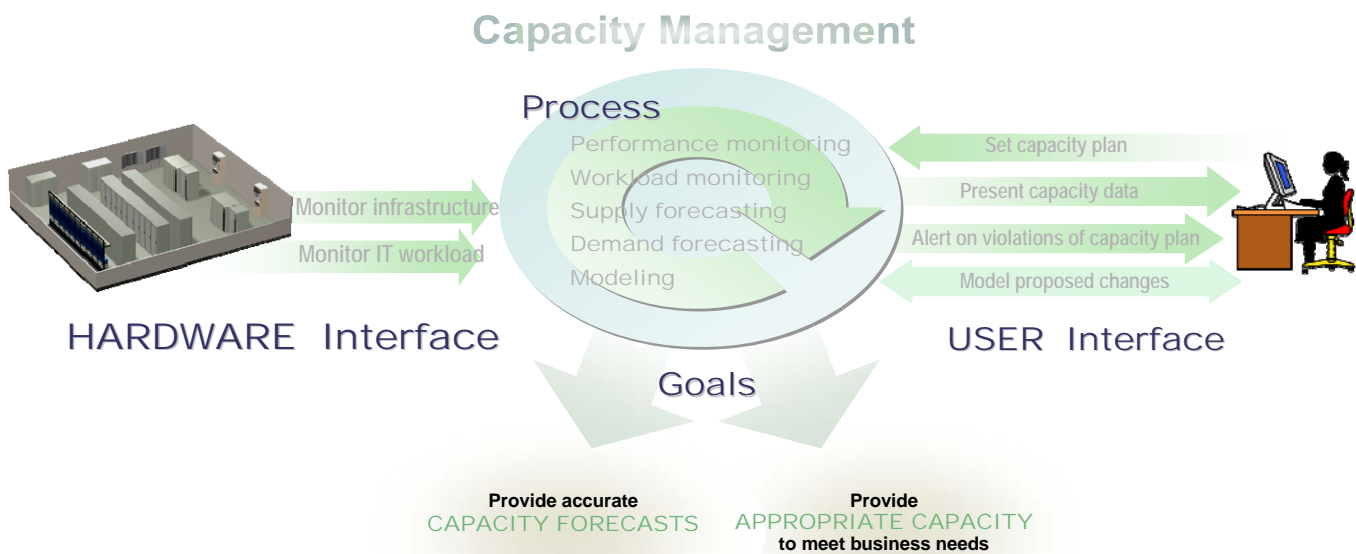 Capacity Management
Process
Performance monitoring
Workload monitoring
Supply forecasting
Demand forecasting
Modeling
Monitor infrastructure
Monitor IT workload
HARDWARE Interface
Set capacity plan
Present capacity data
Alert on violations of capacity plan
Model proposed changes
USER Interface
Goals
Provide accurate
CAPACITY FORECASTS
Provide
APPROPRIATE CAPACITY
to meet business needs